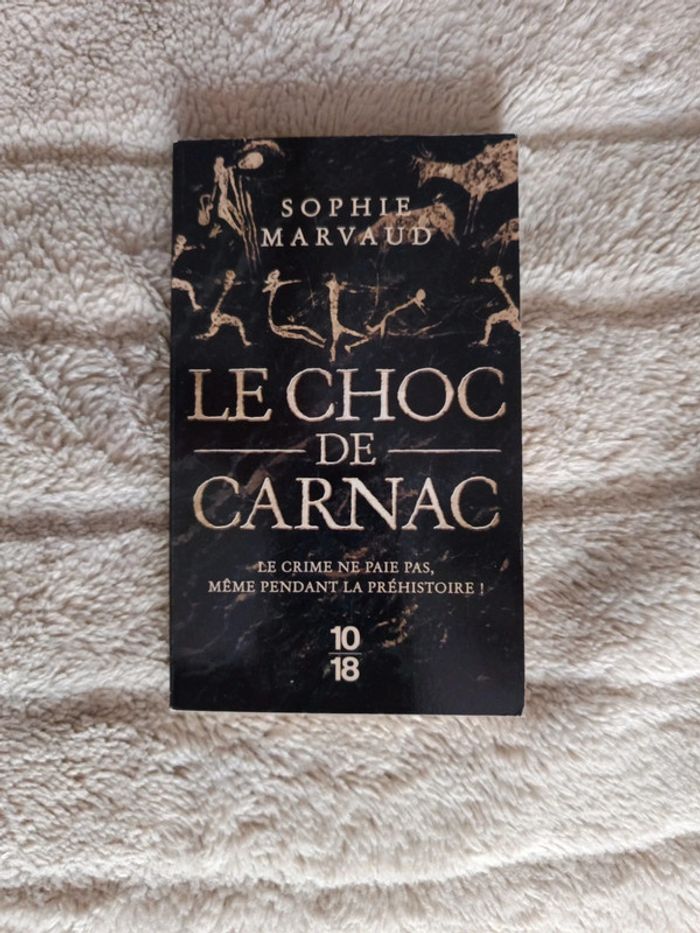 SOPHIE
MARVAUD
LE CHOC
DE
CARNAC
LE CRIME NE PAIE PAS,
MÊME PENDANT LA PRÉHISTOIRE !
10
18